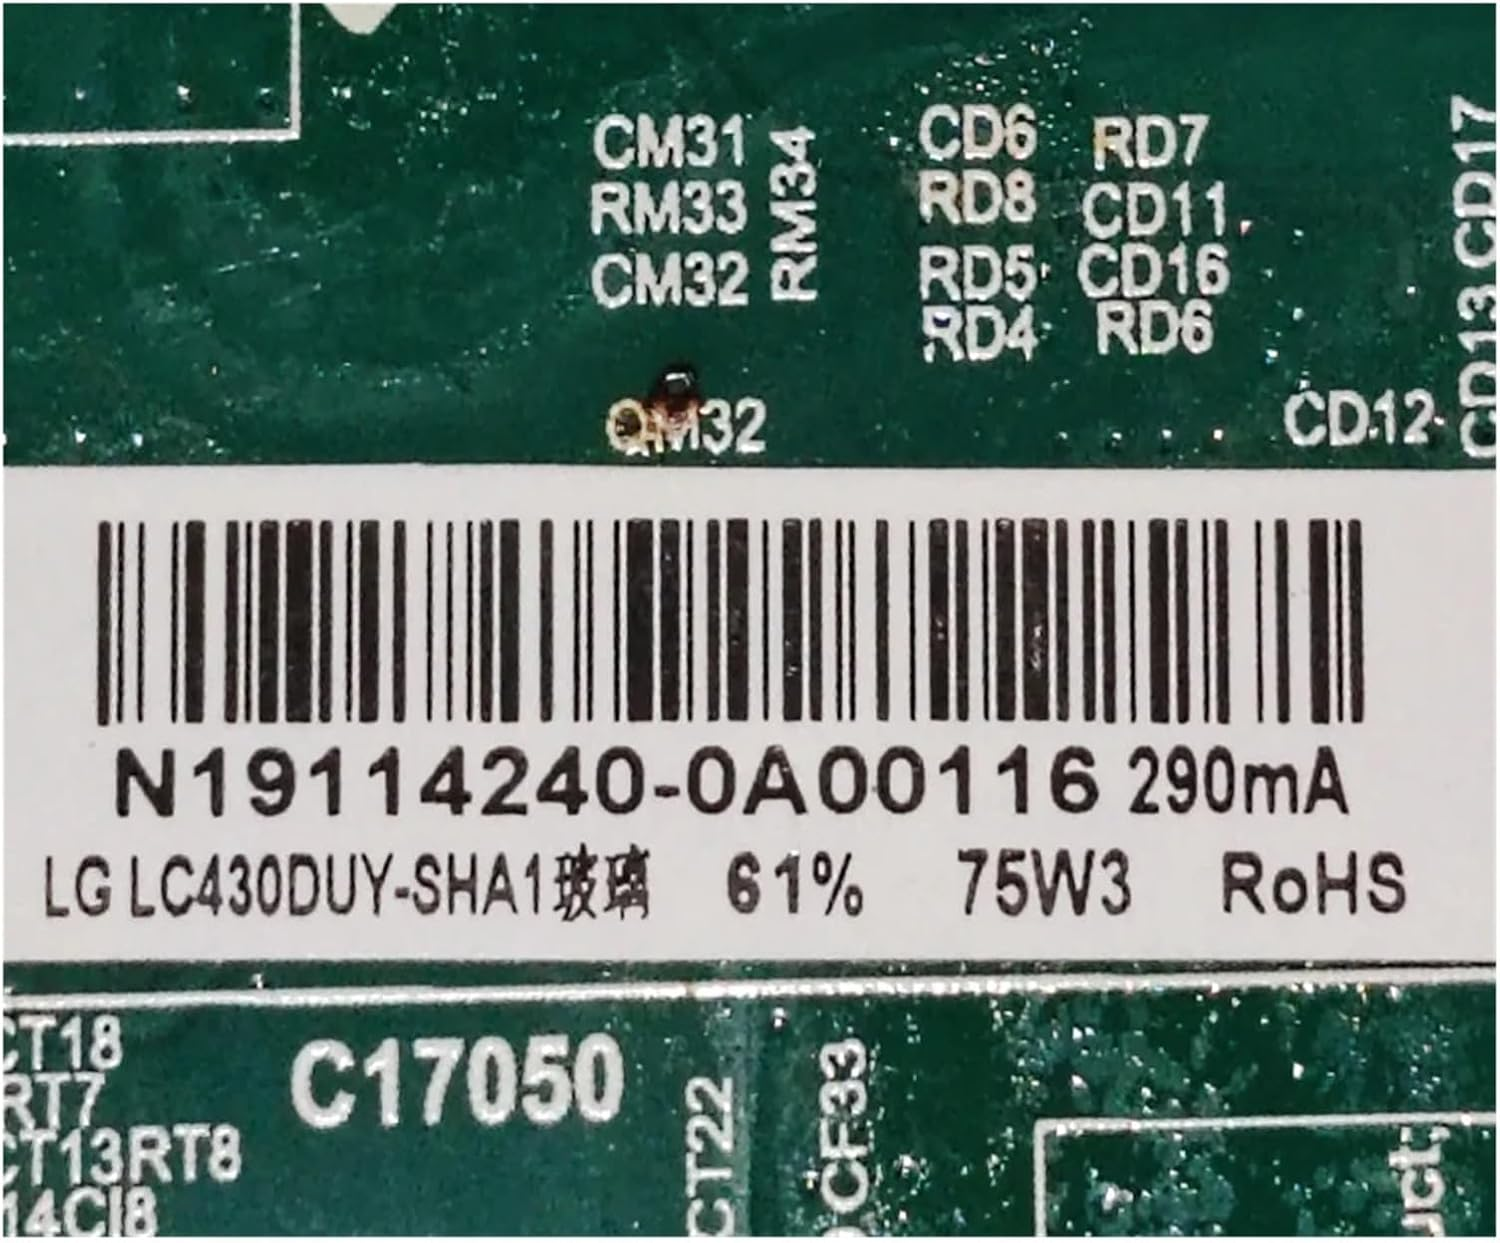 CM31
RM33
CM32
RM34
CD6
RD8
RD5
RD4
RD7
CD11
CD16
RD6
CD17
CD13
CD12
N19114240-0A00116 290mA
LG LC430DUY-SHA1玻璃 61% 75W3 RoHS
CT18
RT7
CT13RT8
14CI8
C17050
CT22
CF33